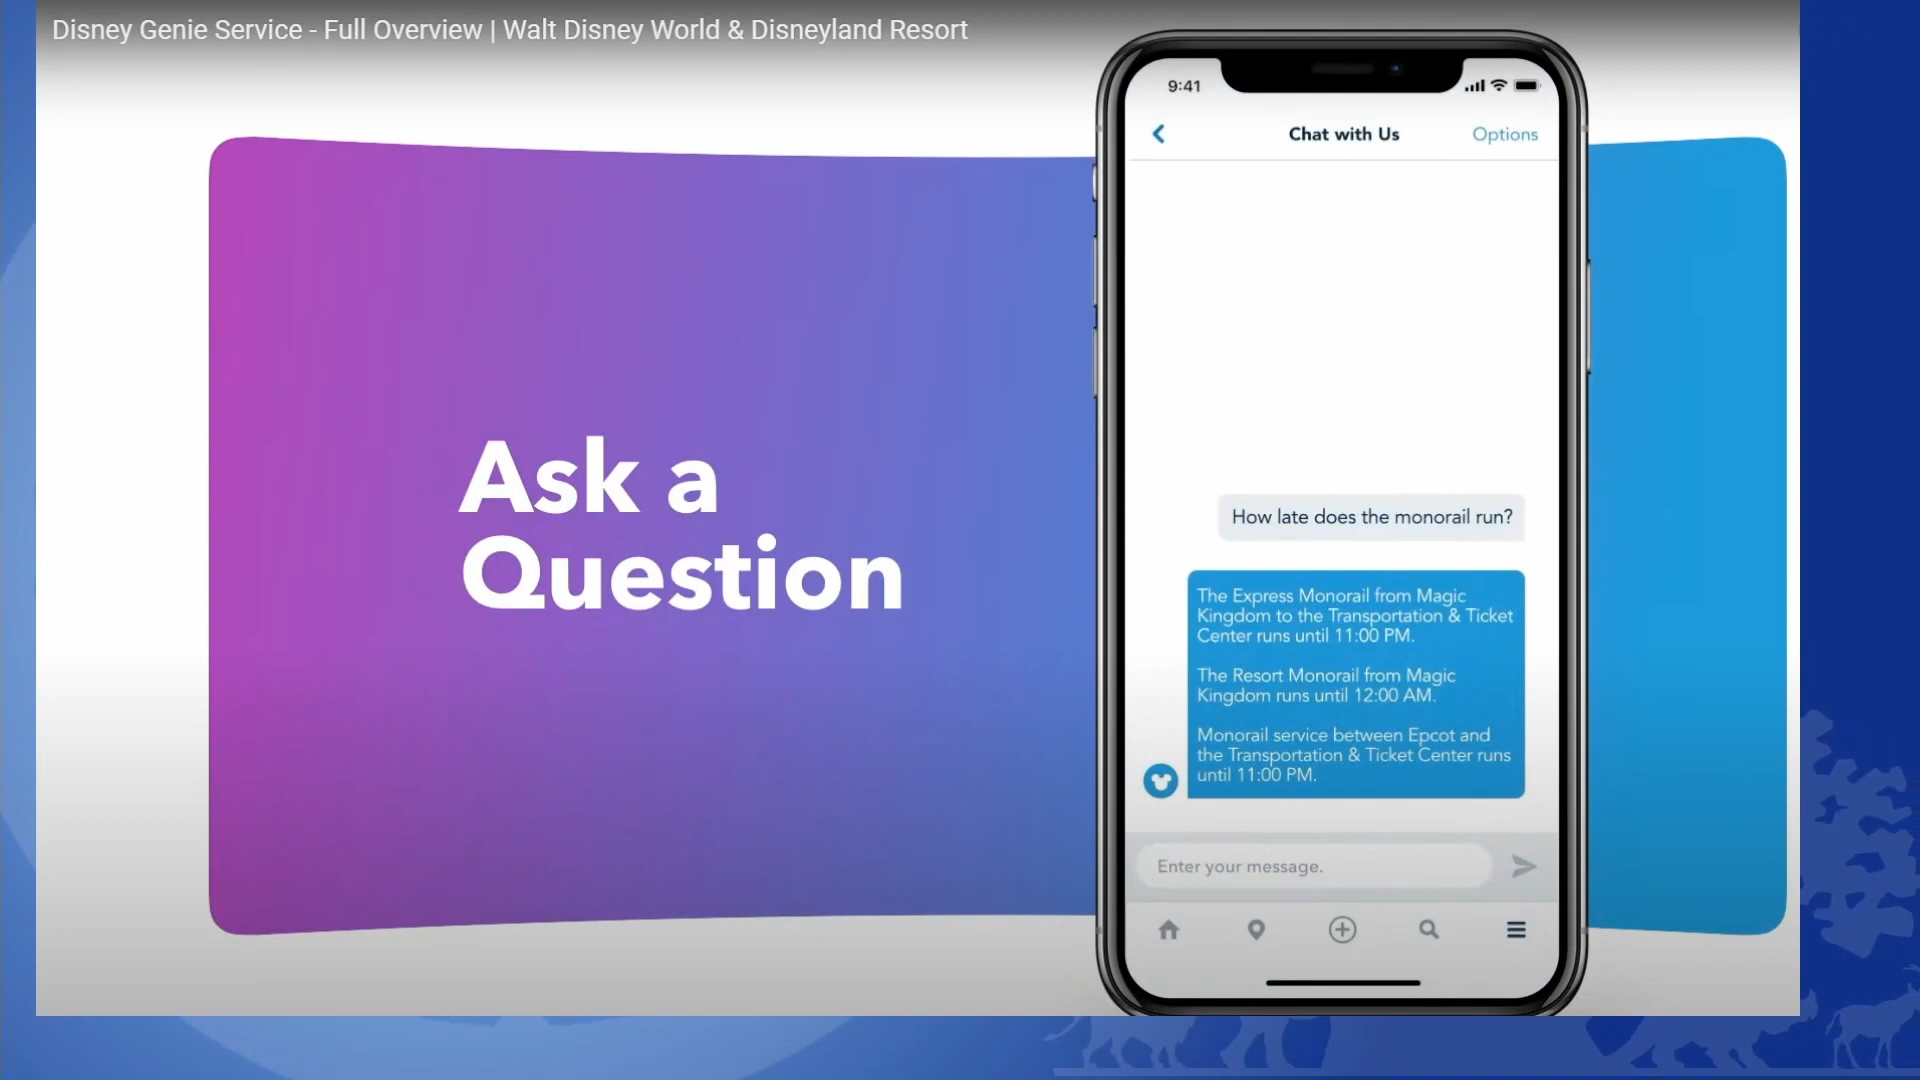 Disney Genie Service - Full Overview | Walt Disney World & Disneyland Resort
Ask a
Question
9:41
Chat with Us
Options
How late does the monorail run?
The Express Monorail from Magic
Kingdom to the Transportation & Ticket
Center runs until 11:00 PM.
The Resort Monorail from Magic
Kingdom runs until 12:00 AM.
Monorail service between Epcot and
the Transportation & Ticket Center runs
until 11:00 PM.
Enter your message.